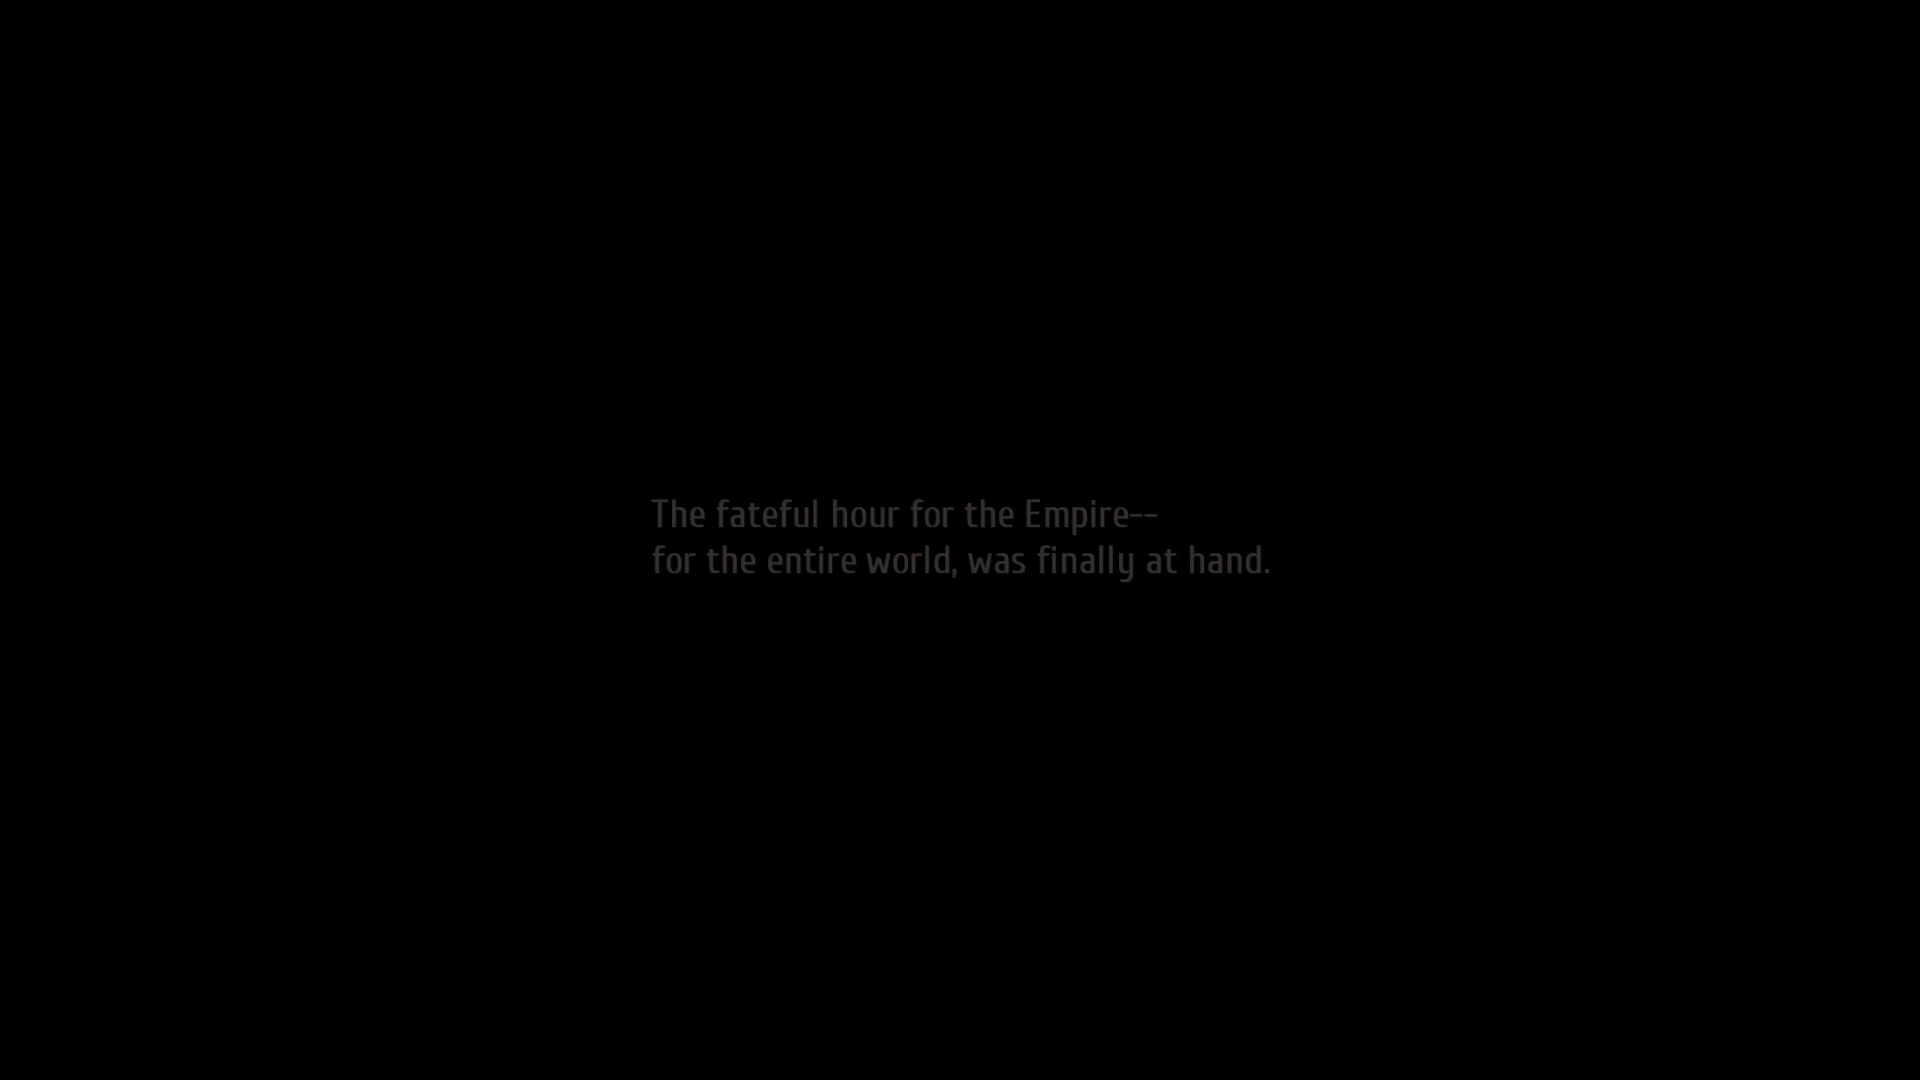 The fateful hour for the Empire--
for the entire world, was finally at hand.